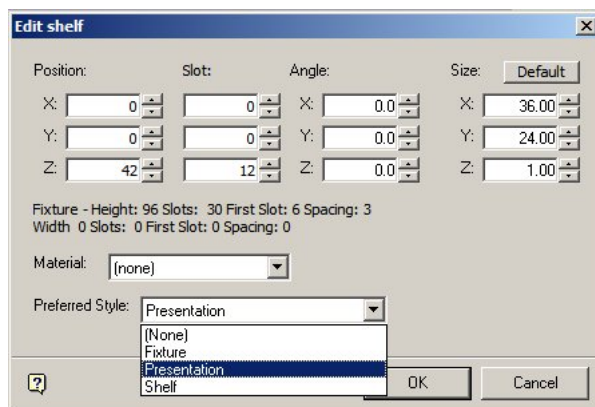 Edit shelf
Position: Slot: Angle: Size: Default
X: 0 0 X: 0.0 X: 36.00
Y: 0 0 Y: 0.0 Y: 24.00
Z: 42 12 Z: 0.0 Z: 1.00
Fixture - Height: 96 Slots: 30 First Slot: 6 Spacing: 3
Width 0 Slots: 0 First Slot: 0 Spacing: 0
Material: (none)
Preferred Style: Presentation
(None)
Fixture
Presentation
Shelf
OK Cancel